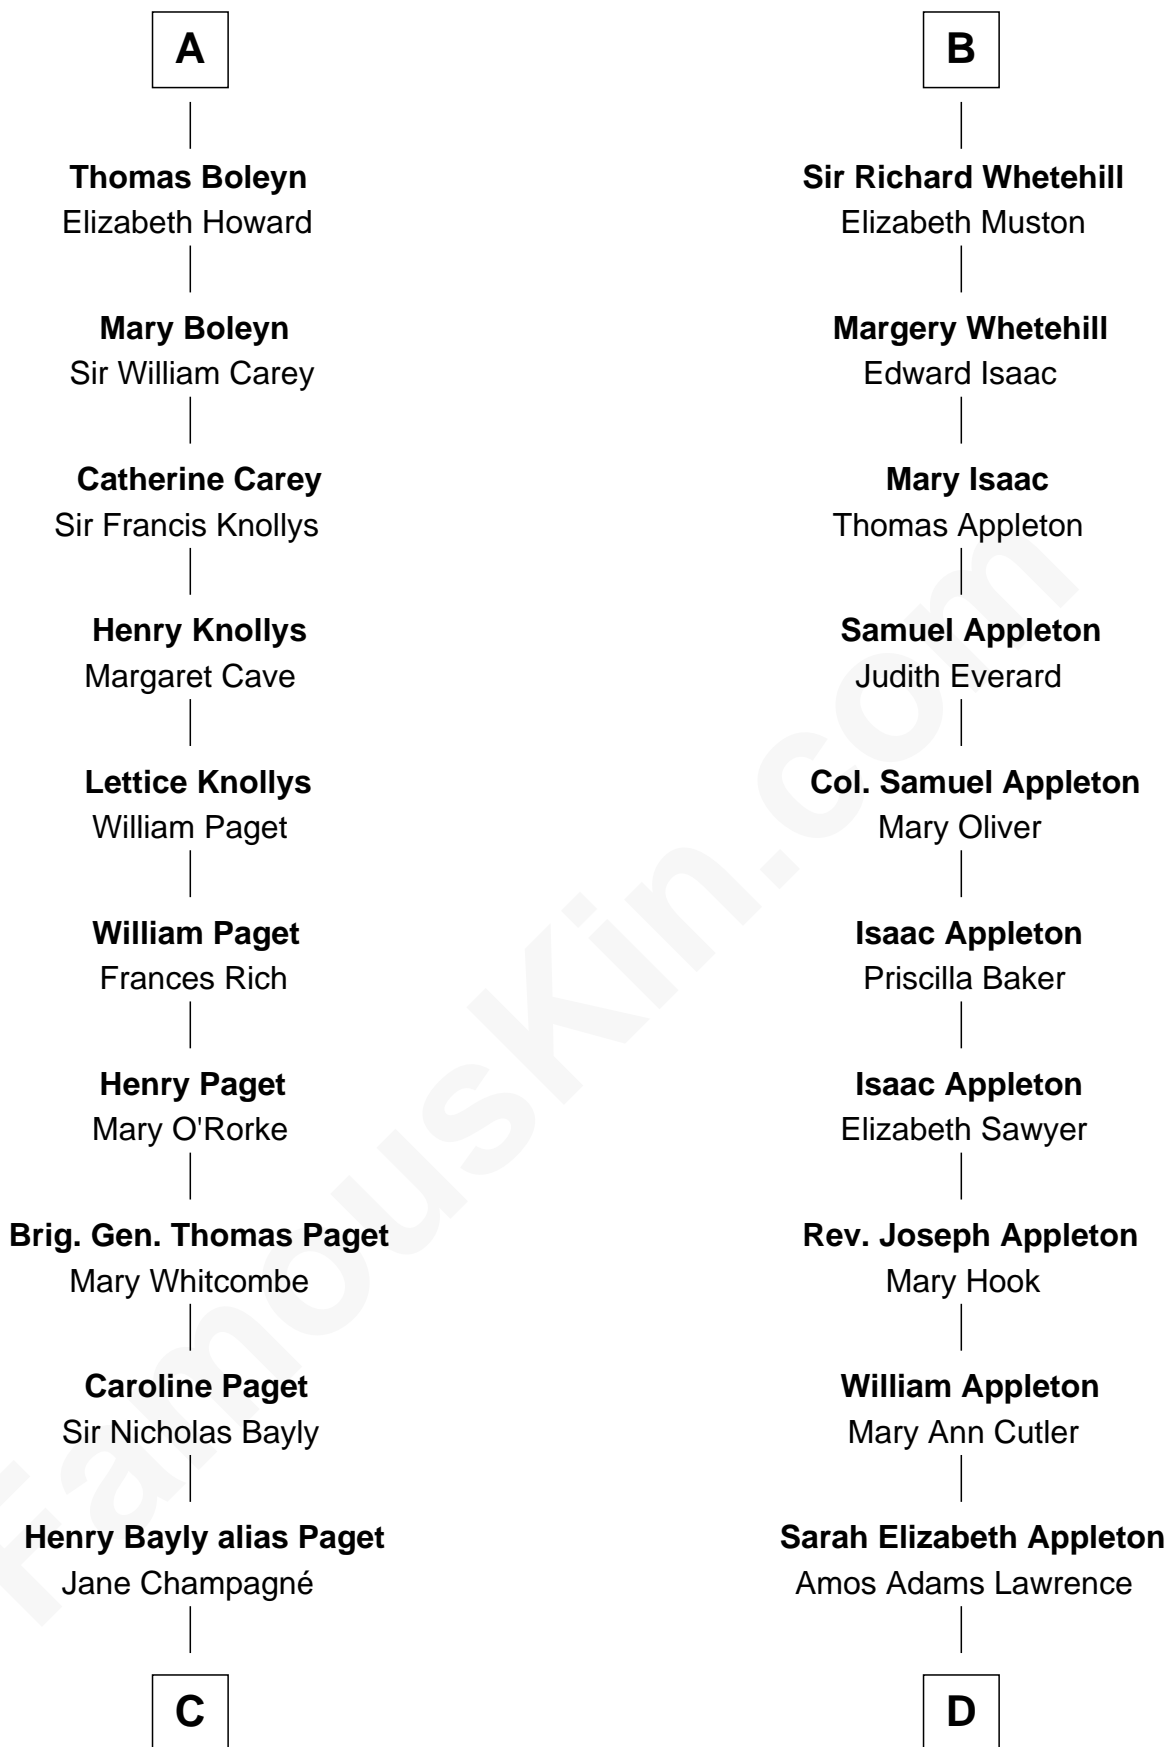 A
Thomas Boleyn
Elizabeth Howard
Mary Boleyn
Sir William Carey
Catherine Carey
Sir Francis Knollys
Henry Knollys
Margaret Cave
Lettice Knollys
William Paget
William Paget
Frances Rich
Henry Paget
Mary O'Rorke
Brig. Gen. Thomas Paget
Mary Whitcombe
Caroline Paget
Sir Nicholas Bayly
Henry Bayly alias Paget
Jane Champagné
C
B
Sir Richard Whetehill
Elizabeth Muston
Margery Whetehill
Edward Isaac
Mary Isaac
Thomas Appleton
Samuel Appleton
Judith Everard
Col. Samuel Appleton
Mary Oliver
Isaac Appleton
Priscilla Baker
Isaac Appleton
Elizabeth Sawyer
Rev. Joseph Appleton
Mary Hook
William Appleton
Mary Ann Cutler
Sarah Elizabeth Appleton
Amos Adams Lawrence
D
FamousKin.com